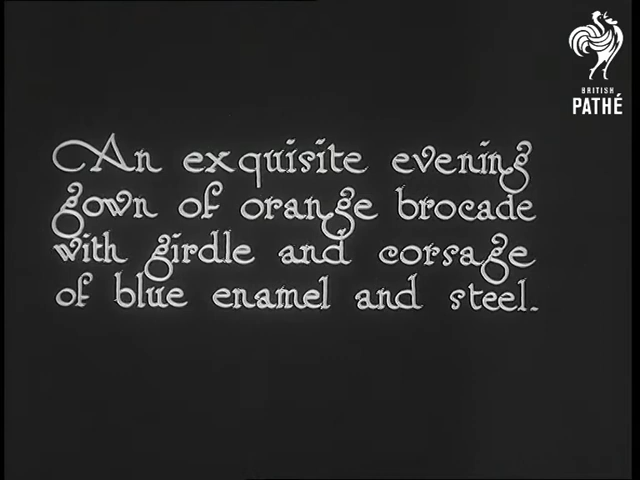 BRITISH
PATHÉ
An exquisite evening
gown of orange brocade
with girdle and corsage
of blue enamel and steel.